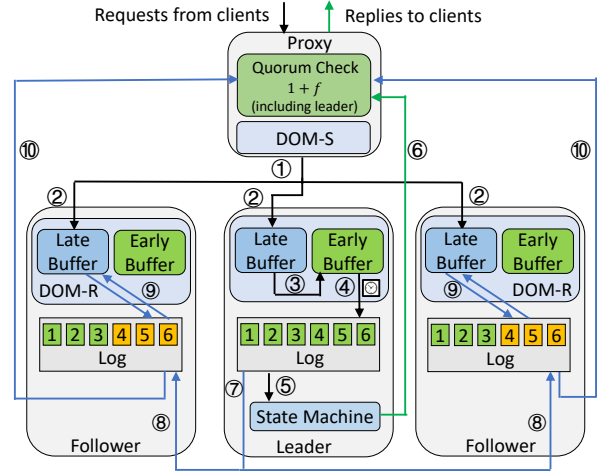 Requests from clients
Replies to clients
Proxy
Quorum Check
1 + f
(including leader)
DOM-S
①
⑩
⑥
⑩
②
②
②
Late
Buffer
Early
Buffer
DOM-R
⑨
Late
Buffer
Early
Buffer
③
④
Late
Buffer
Early
Buffer
⑨
DOM-R
1 2 3 4 5 6
Log
1 2 3 4 5 6
Log
1 2 3 4 5 6
Log
⑦
⑤
State Machine
⑧
⑧
Follower
Leader
Follower